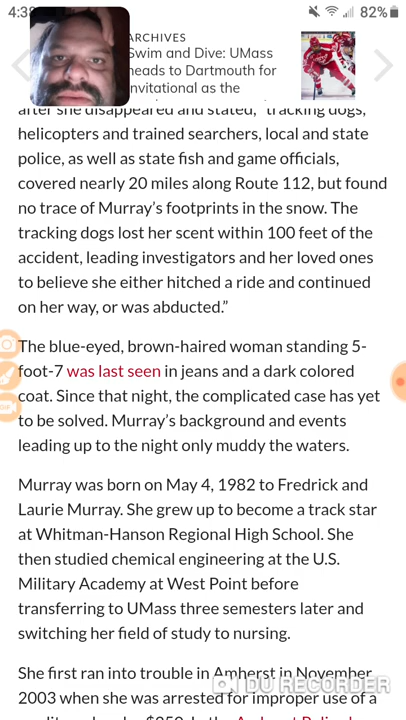 4:38
82%
ARCHIVES
Swim and Dive: UMass
heads to Dartmouth for
nvitational as the
after she disappeared and stated, "tracking dogs,
helicopters and trained searchers, local and state
police, as well as state fish and game officials,
covered nearly 20 miles along Route 112, but found
no trace of Murray's footprints in the snow. The
tracking dogs lost her scent within 100 feet of the
accident, leading investigators and her loved ones
to believe she either hitched a ride and continued
on her way, or was abducted."
The blue-eyed, brown-haired woman standing 5-
foot-7 was last seen in jeans and a dark colored
coat. Since that night, the complicated case has yet
to be solved. Murray's background and events
leading up to the night only muddy the waters.
Murray was born on May 4, 1982 to Fredrick and
Laurie Murray. She grew up to become a track star
at Whitman-Hanson Regional High School. She
then studied chemical engineering at the U.S.
Military Academy at West Point before
transferring to UMass three semesters later and
switching her field of study to nursing.
She first ran into trouble in Amherst in November
DU RECORDER
2003 when she was arrested for improper use of a